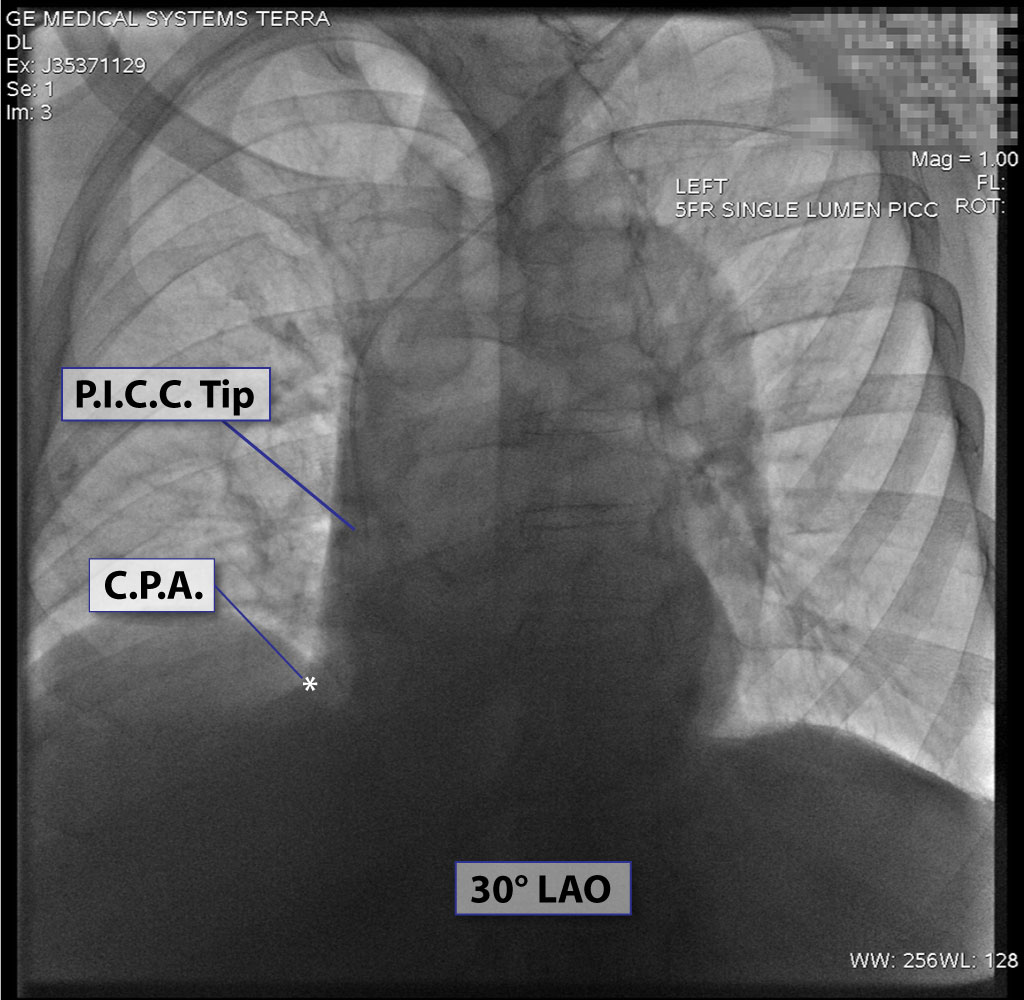 GE MEDICAL SYSTEMS TERRA
DL
Ex: J35371129
Se: 1
Im: 3
Mag = 1.00
FL:
ROT:
LEFT
5FR SINGLE LUMEN PICC
P.I.C.C. Tip
C.P.A.
*
30° LAO
WW: 256WL: 128